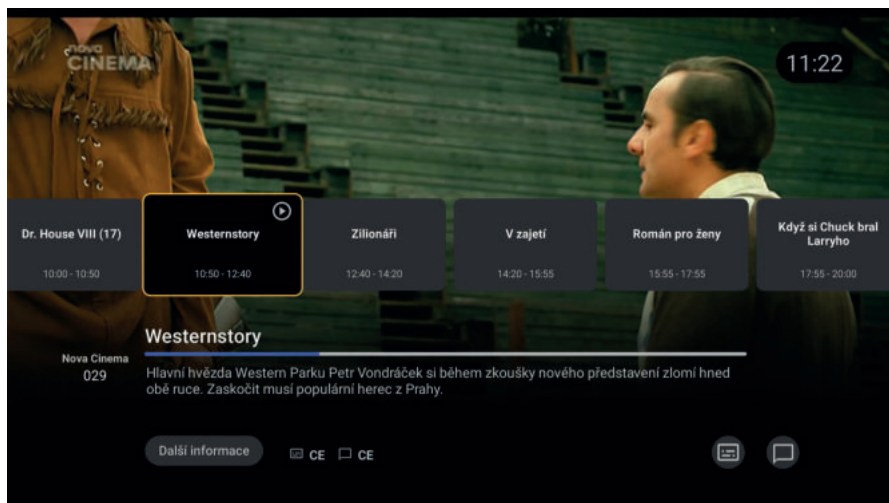 nova
CINEMA
11:22
Dr. House VIII (17)
10:00 - 10:50
Westernstory
10:50 - 12:40
Zilionáři
12:40 - 14:20
V zajetí
14:20 - 15:55
Román pro ženy
15:55 - 17:55
Když si Chuck bral
Larryho
17:55 - 20:00
Westernstory
Nova Cinema
029
Hlavní hvězda Western Parku Petr Vondráček si během zkoušky nového představení zlomí hned
obě ruce. Zaskočit musí populární herec z Prahy.
Další informace
CE
CE